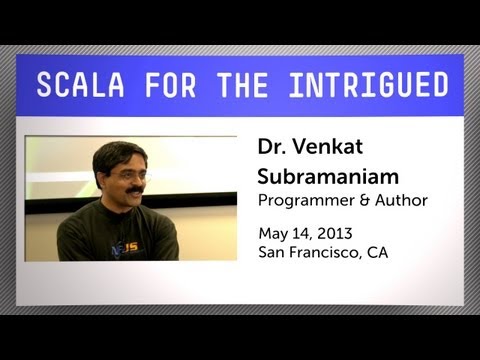 SCALA FOR THE INTRIGUED
Dr. Venkat
Subramaniam
Programmer & Author
May 14, 2013
San Francisco, CA